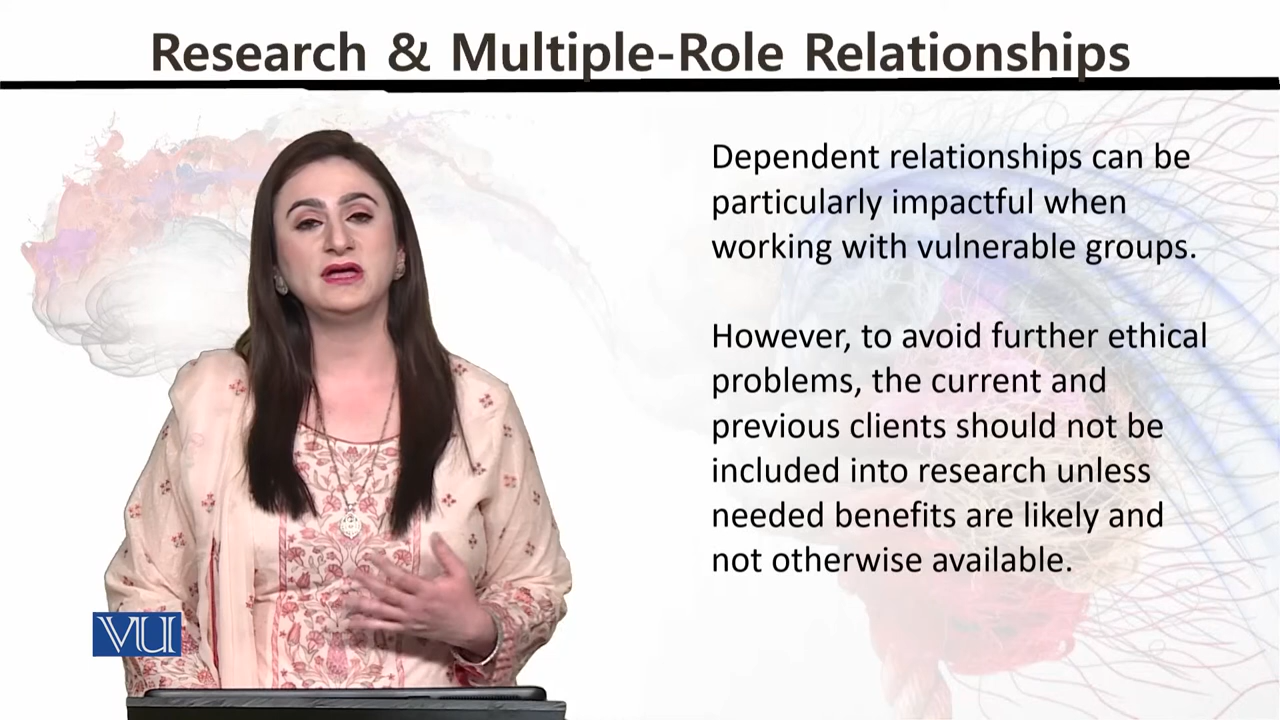 Research & Multiple-Role Relationships
Dependent relationships can be
particularly impactful when
working with vulnerable groups.
However, to avoid further ethical
problems, the current and
previous clients should not be
included into research unless
needed benefits are likely and
not otherwise available.
VU